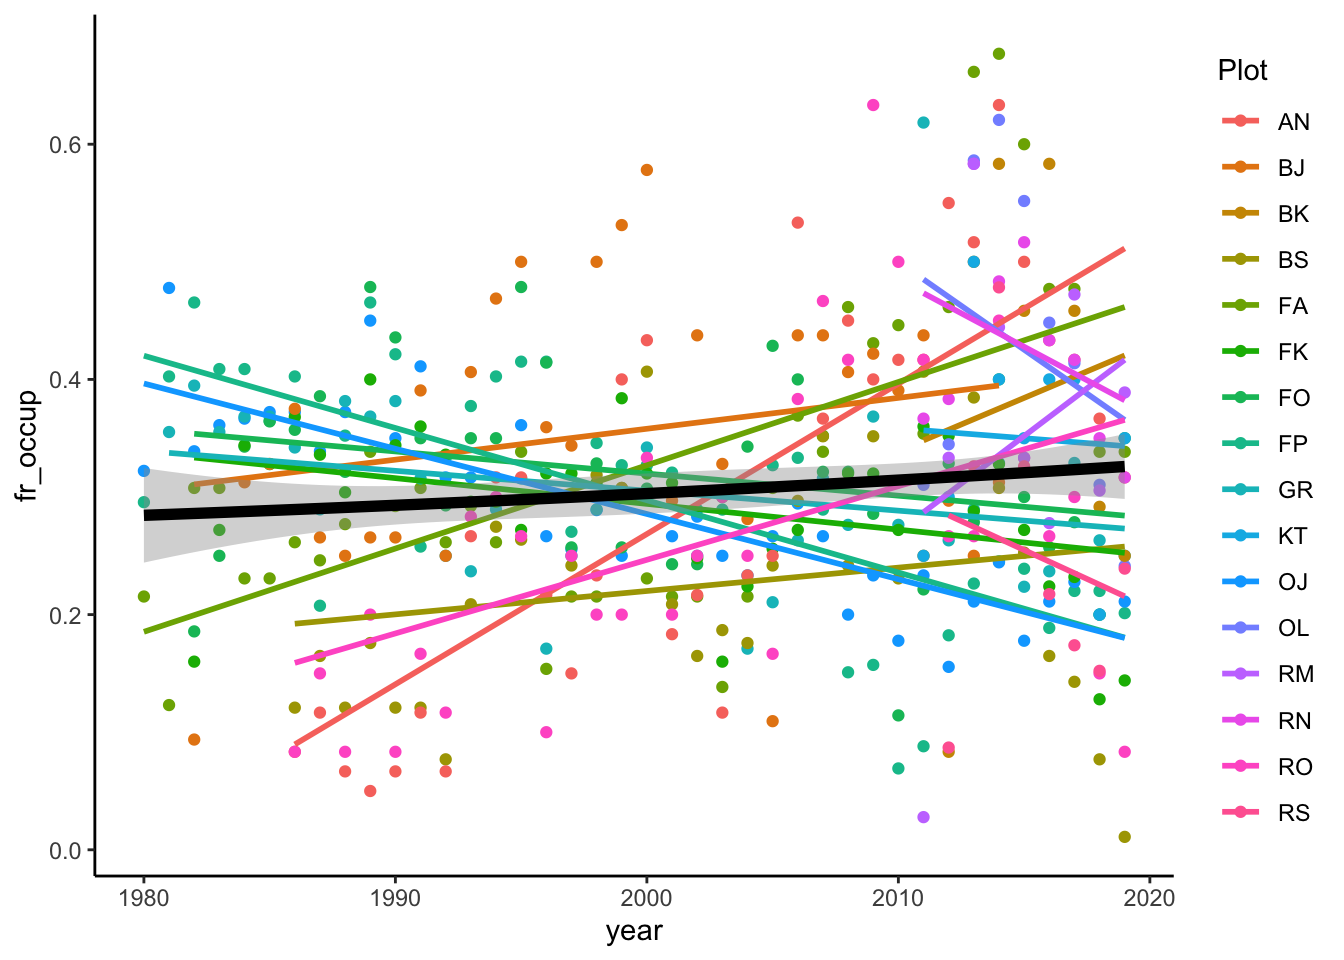 fr_occup
0.6
0.4
0.2
0.0
1980 1990 2000 2010 2020
year
Plot
AN
BJ
BK
BS
FA
FK
FO
FP
GR
KT
OJ
OL
RM
RN
RO
RS